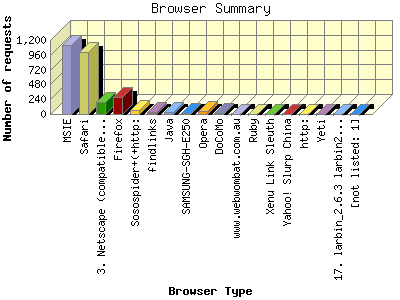 Browser Summary
Number of requests
1,200
960
720
480
240
0
MSIE
Safari
3. Netscape (compatible...
Firefox
Sosospider+(+http:
findlinks
Java
SAMSUNG-SGH-E250
Opera
DoCoMo
www.webwombat.com.au
Ruby
Xenu Link Sleuth
Yahoo! Slurp China
http:
Yeti
17. larbin_2.6.3 larbin2...
[not listed: 1]
Browser Type